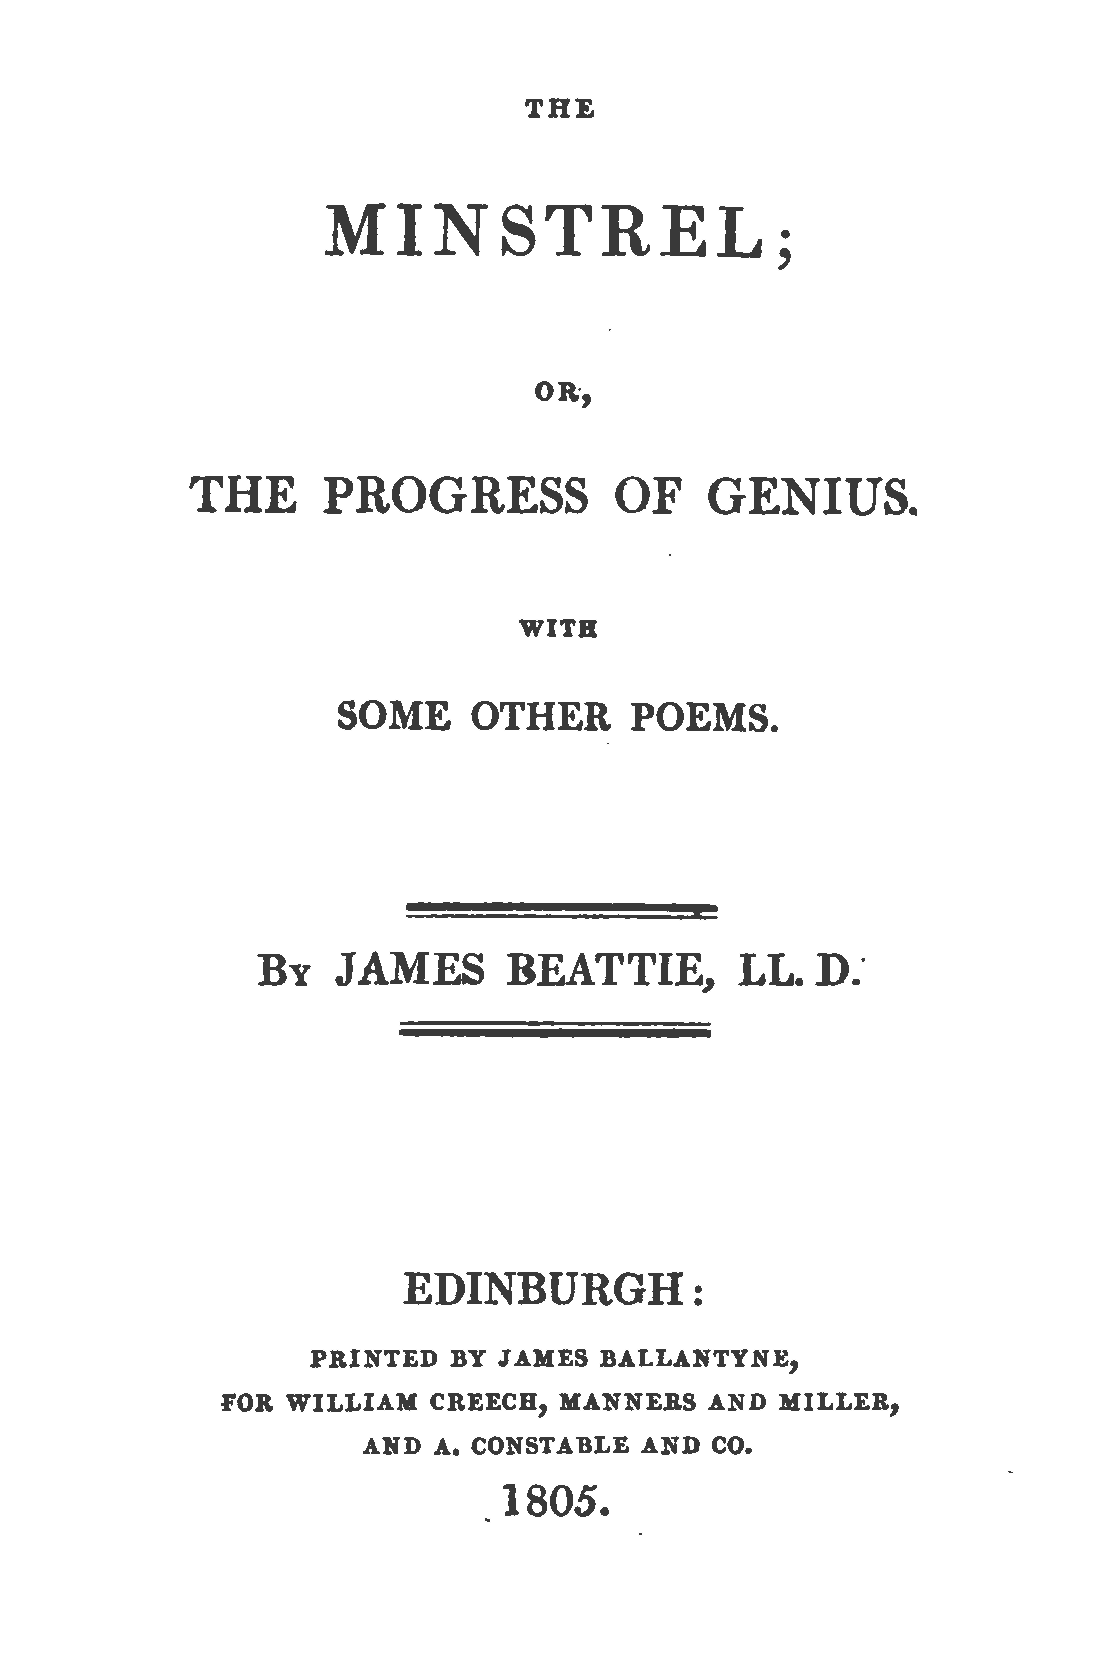 THE
MINSTREL;
OR,
THE PROGRESS OF GENIUS.
WITH
SOME OTHER POEMS.
BY JAMES BEATTIE, LL. D.
EDINBURGH:
PRINTED BY JAMES BALLANTYNE,
FOR WILLIAM CREECH, MANNERS AND MILLER,
AND A. CONSTABLE AND CO.
1805.